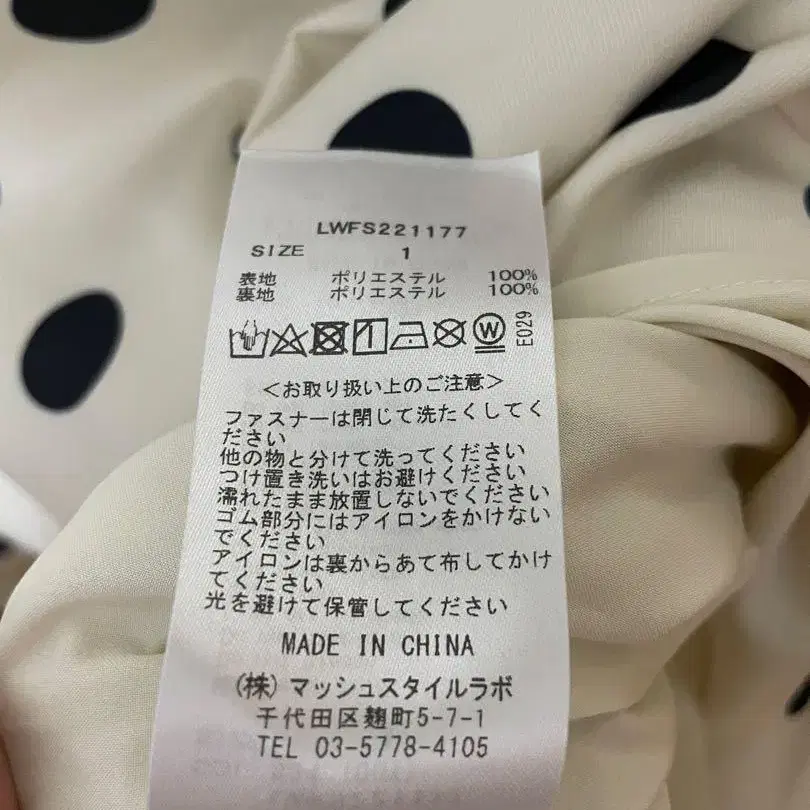 LWFS221177
SIZE 1
表地 ポリエステル 100%
裏地 ポリエステル 100%
W E029
<お取り扱い上のご注意>
ファスナーは閉じて洗たくしてく
ださい
他の物と分けて洗ってください
つけ置き洗いはお避けください
濡れたまま放置しないでください
ゴム部分にはアイロンをかけない
でください
アイロンは裏からあて布してかけ
てください
光を避けて保管してください
MADE IN CHINA
(株)マッシュスタイルラボ
千代田区麹町5-7-1
TEL 03-5778-4105